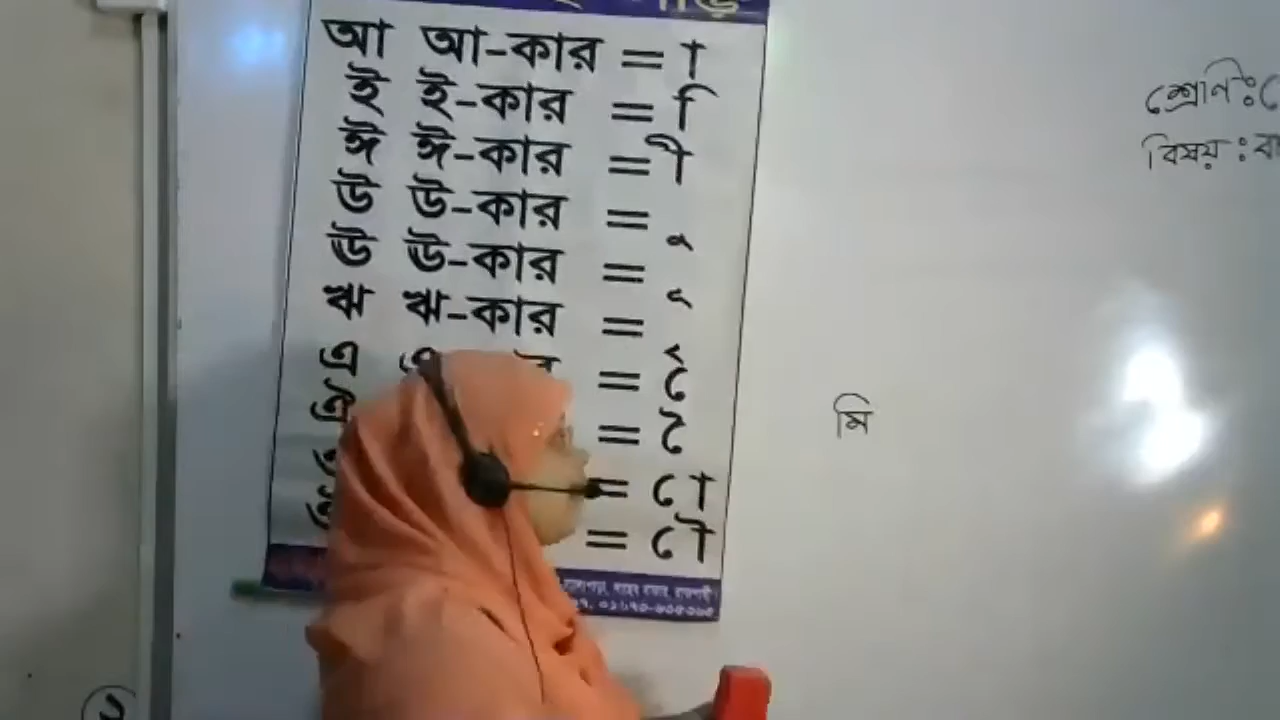 আ আ-কার = া
ই ই-কার = ি
ঈ ঈ-কার = ী
উ উ-কার = ু
ঊ ঊ-কার = ূ
ঋ ঋ-কার = ৃ
এ = ে
ঐ = ৈ
= ো
= ৌ
শ্রেণি:
বিষয়:
মি